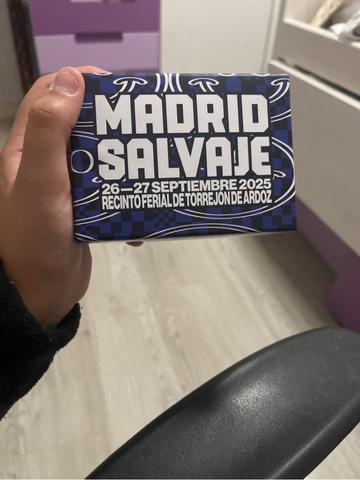 MADRID
SALVAJE
26—27 SEPTIEMBRE 2025
RECINTO FERIAL DE TORREJÓN DE ARDOZ